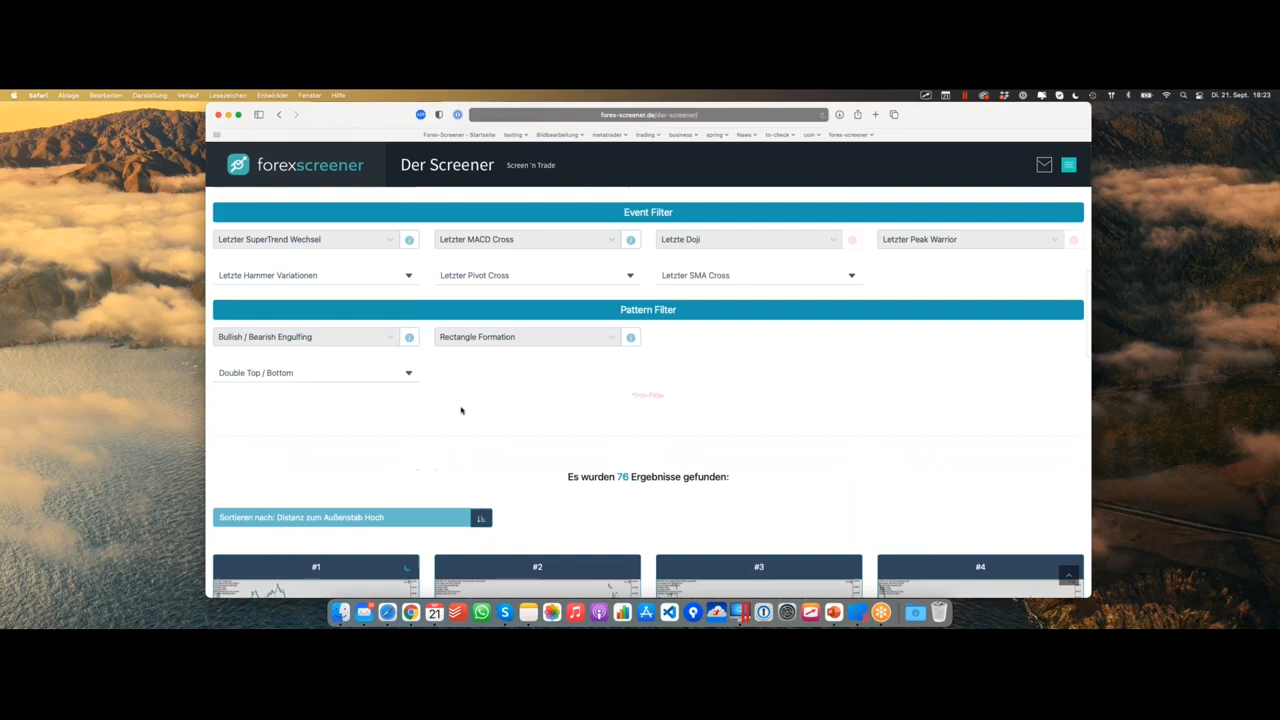 Safari Ablage Bearbeiten Darstellung Verlauf Lesezeichen Entwickler Fenster Hilfe Di. 21. Sept. 18:23
forex-screener.de/der-screener/
Forex-Screener - Startseite texting Bildbearbeitung metatrader trading business spring News to-check coin forex-screener
forexscreener Der Screener Screen 'n Trade
Event Filter
Letzter SuperTrend Wechsel Letzter MACD Cross Letzte Doji Letzter Peak Warrior
Letzte Hammer Variationen Letzter Pivot Cross Letzter SMA Cross
Pattern Filter
Bullish / Bearish Engulfing Rectangle Formation
Double Top / Bottom
*Pro-Filter
Es wurden 76 Ergebnisse gefunden:
Sortieren nach: Distanz zum Außenstab Hoch
#1 #2 #3 #4
21